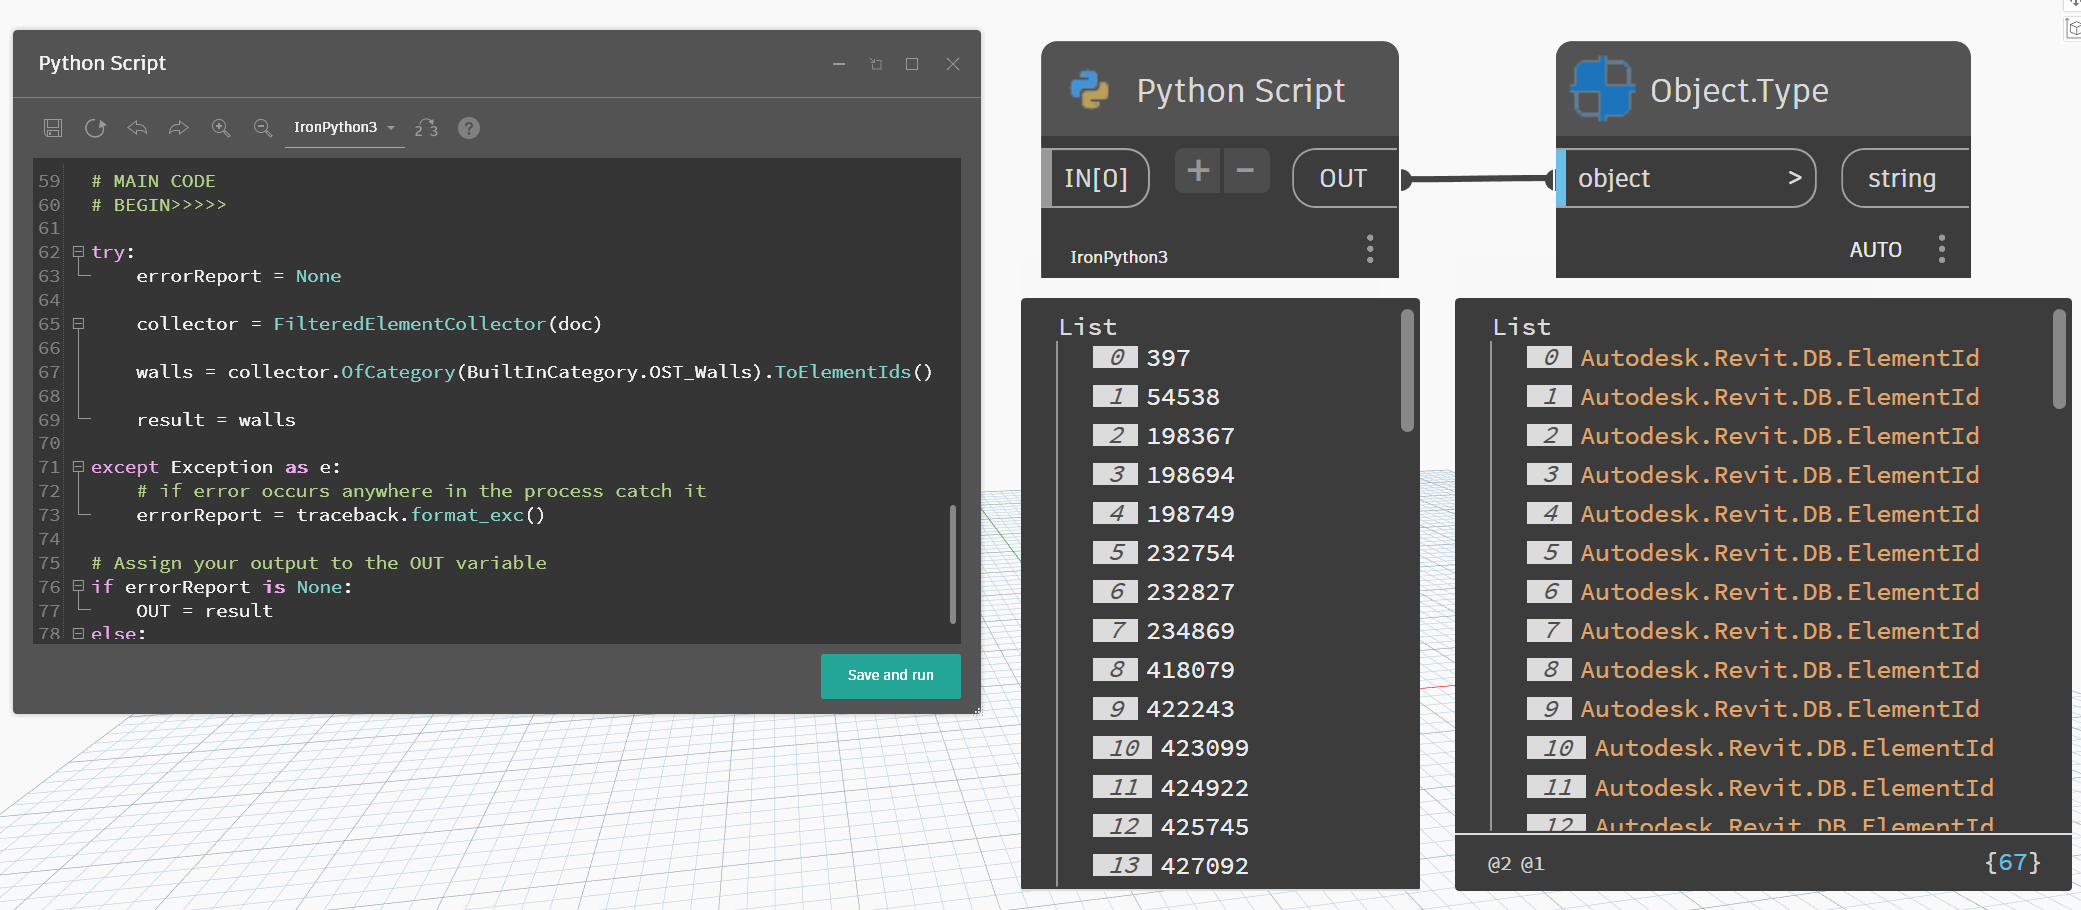 Python Script
IronPython3
2 3
?
59 # MAIN CODE
60 # BEGIN>>>>>
61
62 try:
63 errorReport = None
64
65 collector = FilteredElementCollector(doc)
66
67 walls = collector.OfCategory(BuiltInCategory.OST_Walls).ToElementIds()
68
69 result = walls
70
71 except Exception as e:
72 # if error occurs anywhere in the process catch it
73 errorReport = traceback.format_exc()
74
75 # Assign your output to the OUT variable
76 if errorReport is None:
77 OUT = result
78 else:
Save and run
Python Script
IN[0] + - OUT
IronPython3
List
0 397
1 54538
2 198367
3 198694
4 198749
5 232754
6 232827
7 234869
8 418079
9 422243
10 423099
11 424922
12 425745
13 427092
Object.Type
object > string
AUTO
List
0 Autodesk.Revit.DB.ElementId
1 Autodesk.Revit.DB.ElementId
2 Autodesk.Revit.DB.ElementId
3 Autodesk.Revit.DB.ElementId
4 Autodesk.Revit.DB.ElementId
5 Autodesk.Revit.DB.ElementId
6 Autodesk.Revit.DB.ElementId
7 Autodesk.Revit.DB.ElementId
8 Autodesk.Revit.DB.ElementId
9 Autodesk.Revit.DB.ElementId
10 Autodesk.Revit.DB.ElementId
11 Autodesk.Revit.DB.ElementId
12 Autodesk.Revit.DB.ElementId
@2 @1 {67}